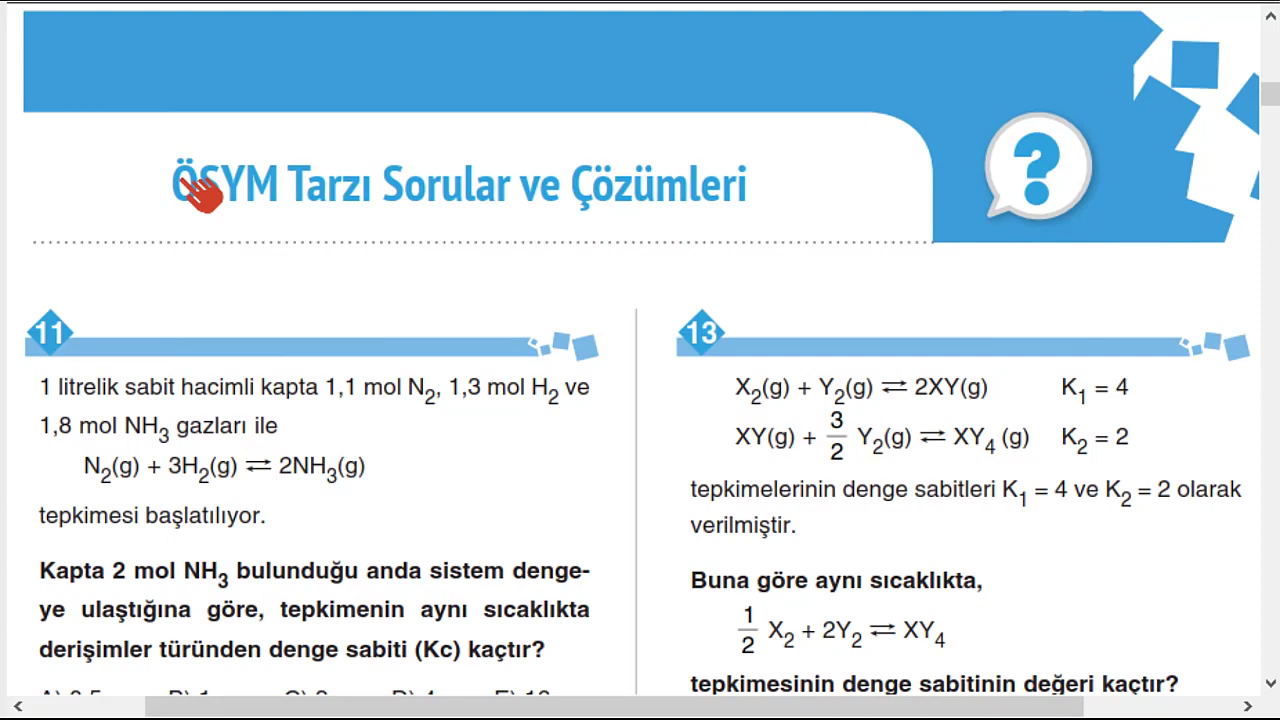 ÖSYM Tarzı Sorular ve Çözümleri
?
11
1 litrelik sabit hacimli kapta 1,1 mol N₂, 1,3 mol H₂ ve
1,8 mol NH₃ gazları ile
N₂(g) + 3H₂(g) ⇌ 2NH₃(g)
tepkimesi başlatılıyor.
Kapta 2 mol NH₃ bulunduğu anda sistem denge-
ye ulaştığına göre, tepkimenin aynı sıcaklıkta
derişimler türünden denge sabiti (Kc) kaçtır?
13
X₂(g) + Y₂(g) ⇌ 2XY(g) K₁ = 4
XY(g) + 3/2 Y₂(g) ⇌ XY₄ (g) K₂ = 2
tepkimelerinin denge sabitleri K₁ = 4 ve K₂ = 2 olarak
verilmiştir.
Buna göre aynı sıcaklıkta,
1/2 X₂ + 2Y₂ ⇌ XY₄
tepkimesinin denge sabitinin değeri kaçtır?